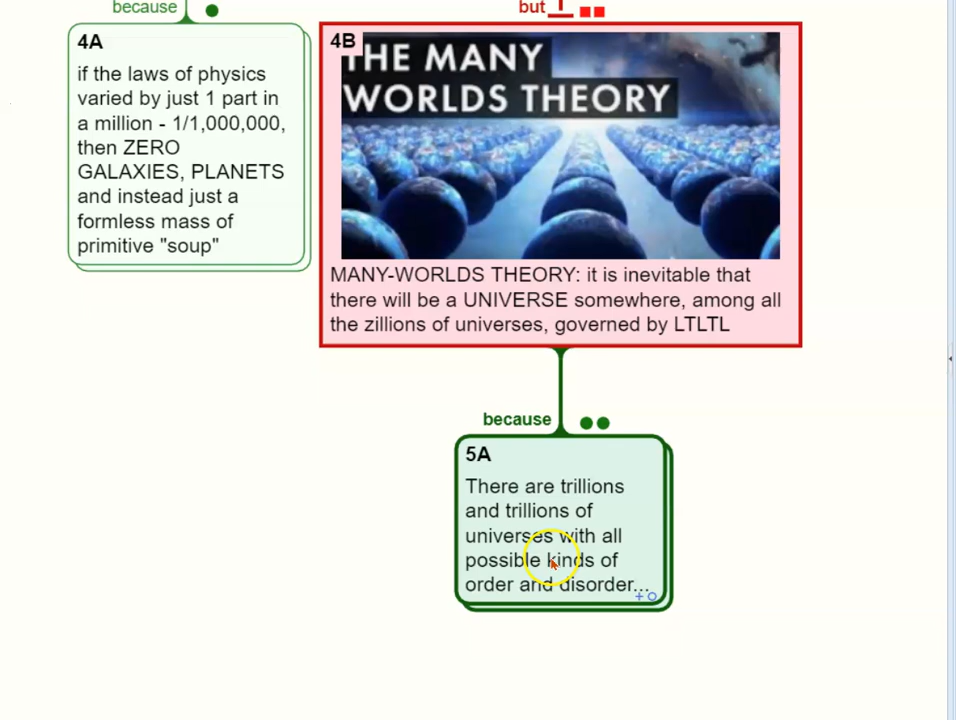 because
but
4A
if the laws of physics
varied by just 1 part in
a million - 1/1,000,000,
then ZERO
GALAXIES, PLANETS
and instead just a
formless mass of
primitive "soup"
4B
THE MANY
WORLDS THEORY
MANY-WORLDS THEORY: it is inevitable that
there will be a UNIVERSE somewhere, among all
the zillions of universes, governed by LTLTL
because
5A
There are trillions
and trillions of
universes with all
possible kinds of
order and disorder...